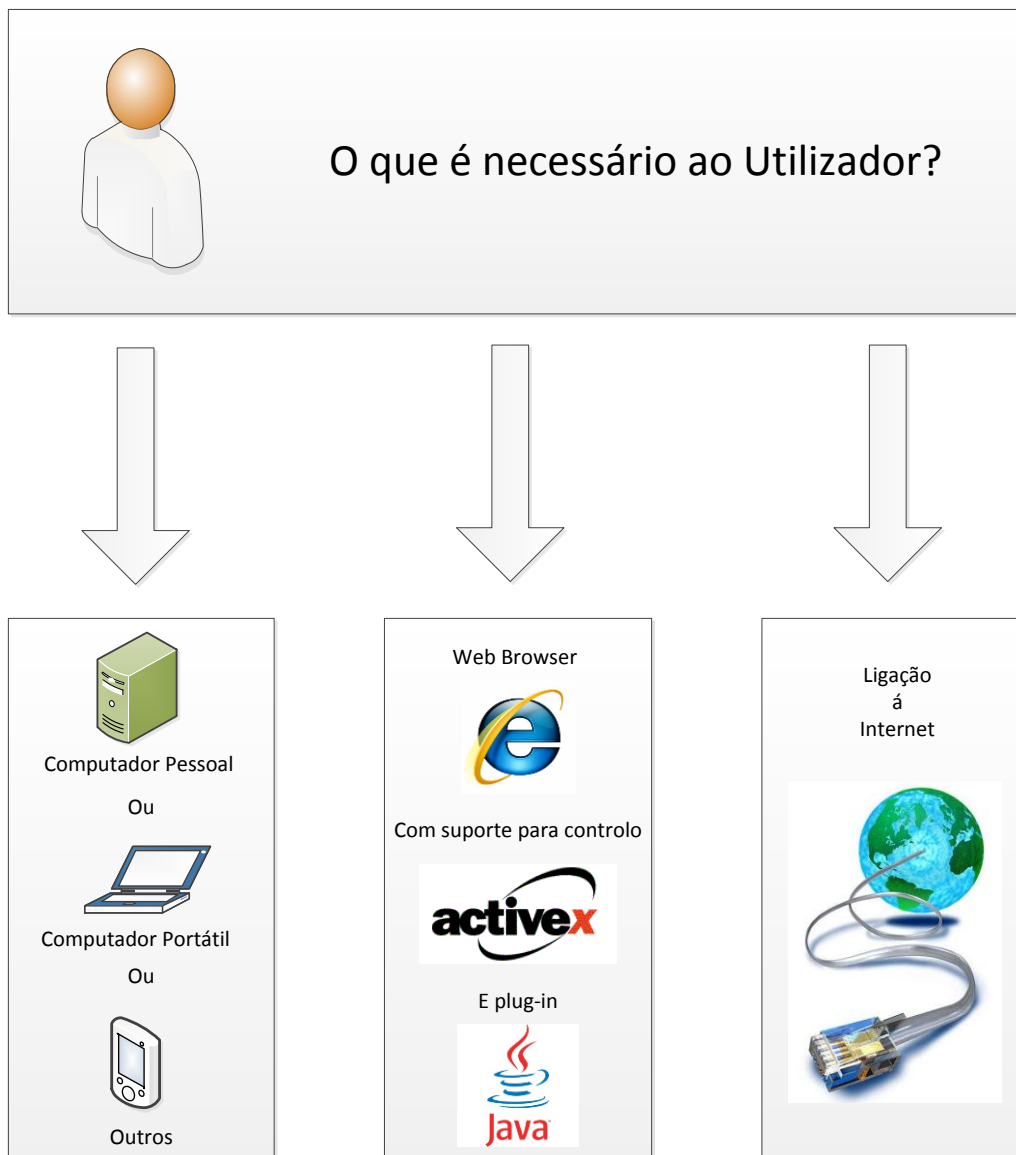 O que é necessário ao Utilizador?
Computador Pessoal
Ou
Computador Portátil
Ou
Outros
Web Browser
Com suporte para controlo
activex
E plug-in
Java
Ligação
á
Internet